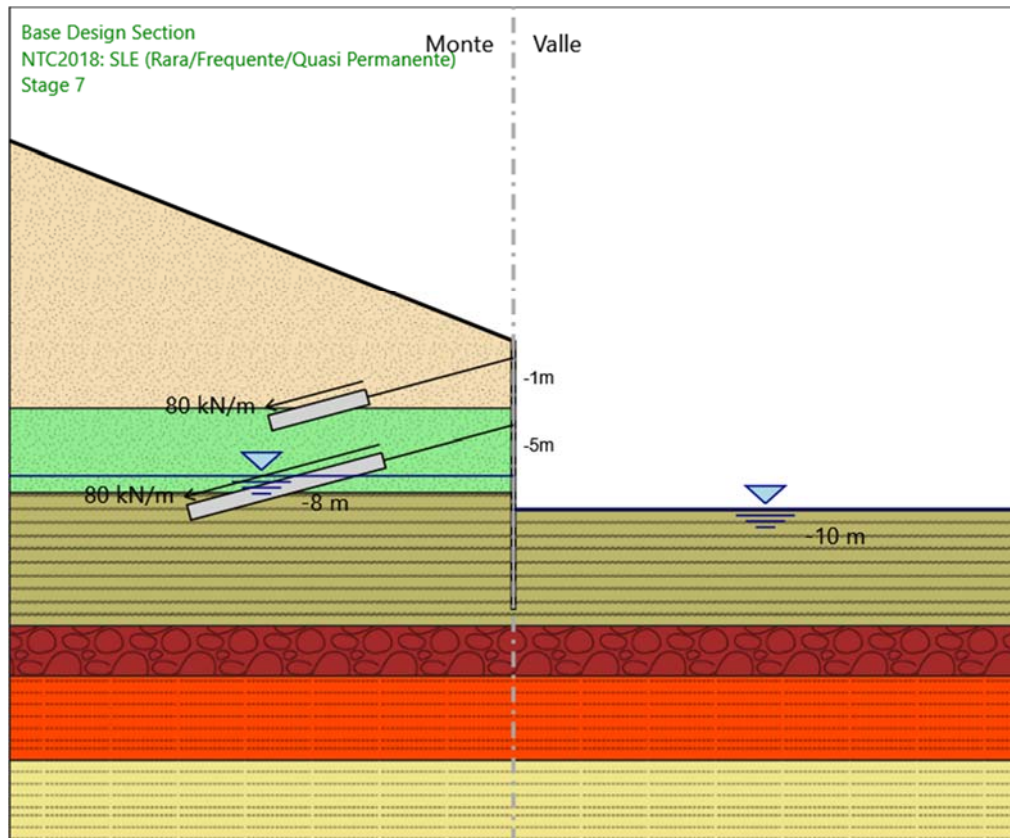 Base Design Section
NTC2018: SLE (Rara/Frequente/Quasi Permanente)
Stage 7
Monte
Valle
-1m
80 kN/m
-5m
80 kN/m
-8 m
-10 m